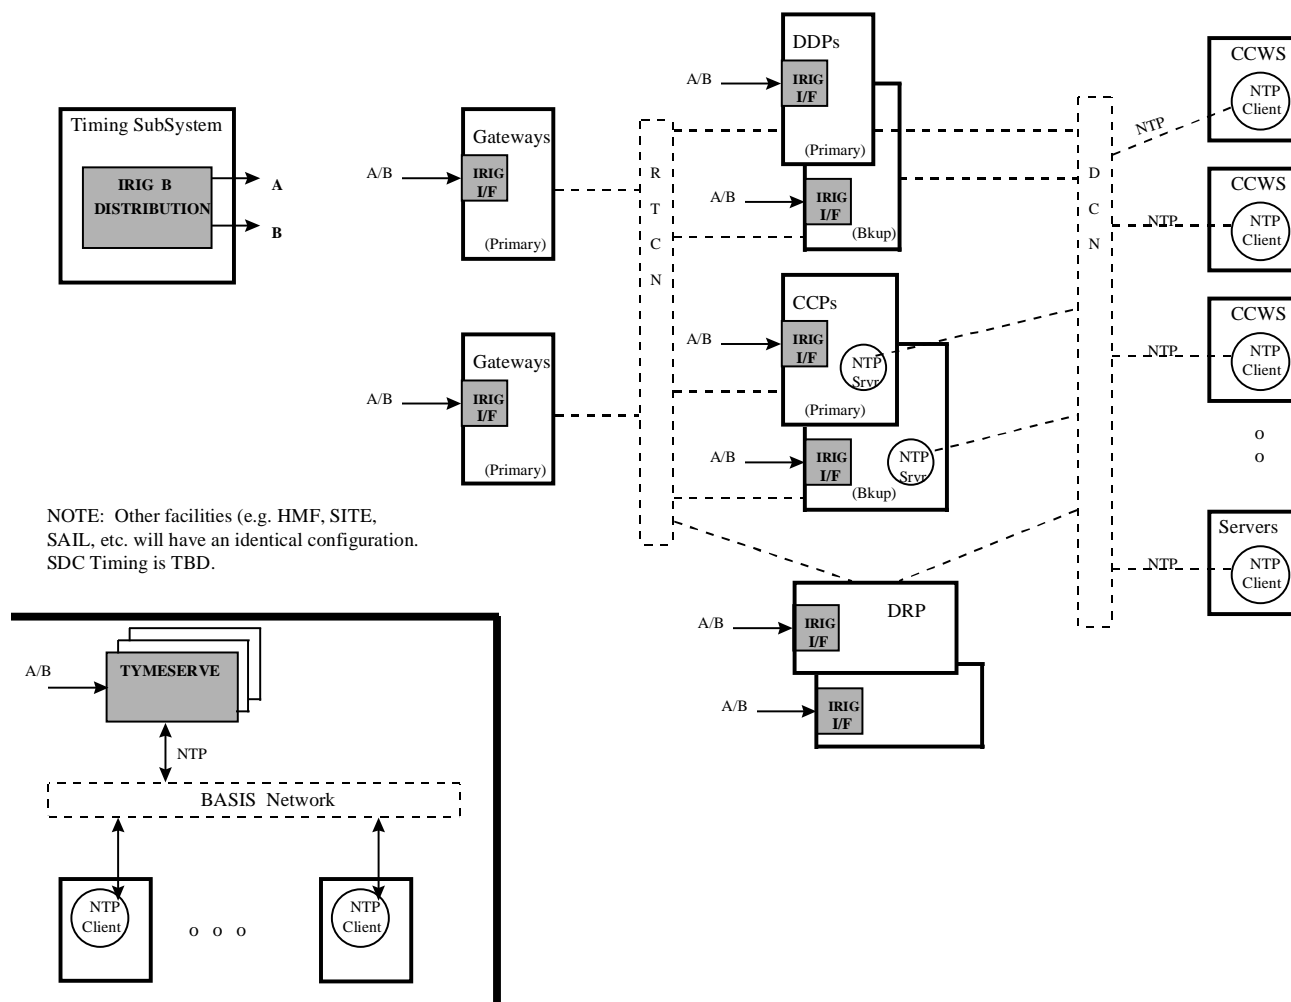 Timing SubSystem
IRIG B
DISTRIBUTION
A
B
Gateways
A/B
IRIG
I/F
(Primary)
Gateways
A/B
IRIG
I/F
(Primary)
R
T
C
N
DDPs
A/B
IRIG
I/F
(Primary)
A/B
IRIG
I/F
(Bkup)
CCPs
A/B
IRIG
I/F
NTP
Srvr
(Primary)
A/B
IRIG
I/F
NTP
Srvr
(Bkup)
DRP
A/B
IRIG
I/F
A/B
IRIG
I/F
D
C
N
NTP
CCWS
NTP
Client
NTP
CCWS
NTP
Client
NTP
CCWS
NTP
Client
o
o
NTP
Servers
NTP
Client
NOTE: Other facilities (e.g. HMF, SITE,
SAIL, etc. will have an identical configuration.
SDC Timing is TBD.
A/B
TYMESERVE
NTP
BASIS Network
NTP
Client
o o o
NTP
Client